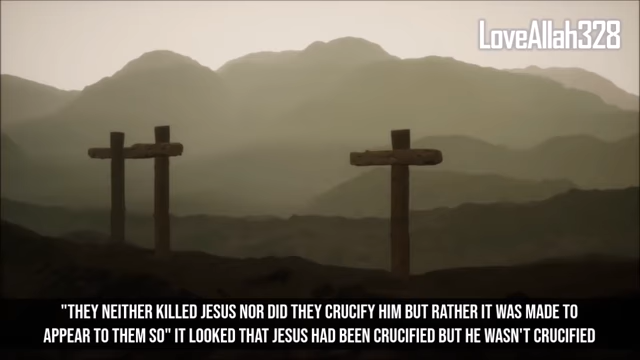 LoveAllah328
"THEY NEITHER KILLED JESUS NOR DID THEY CRUCIFY HIM BUT RATHER IT WAS MADE TO
APPEAR TO THEM SO" IT LOOKED THAT JESUS HAD BEEN CRUCIFIED BUT HE WASN'T CRUCIFIED